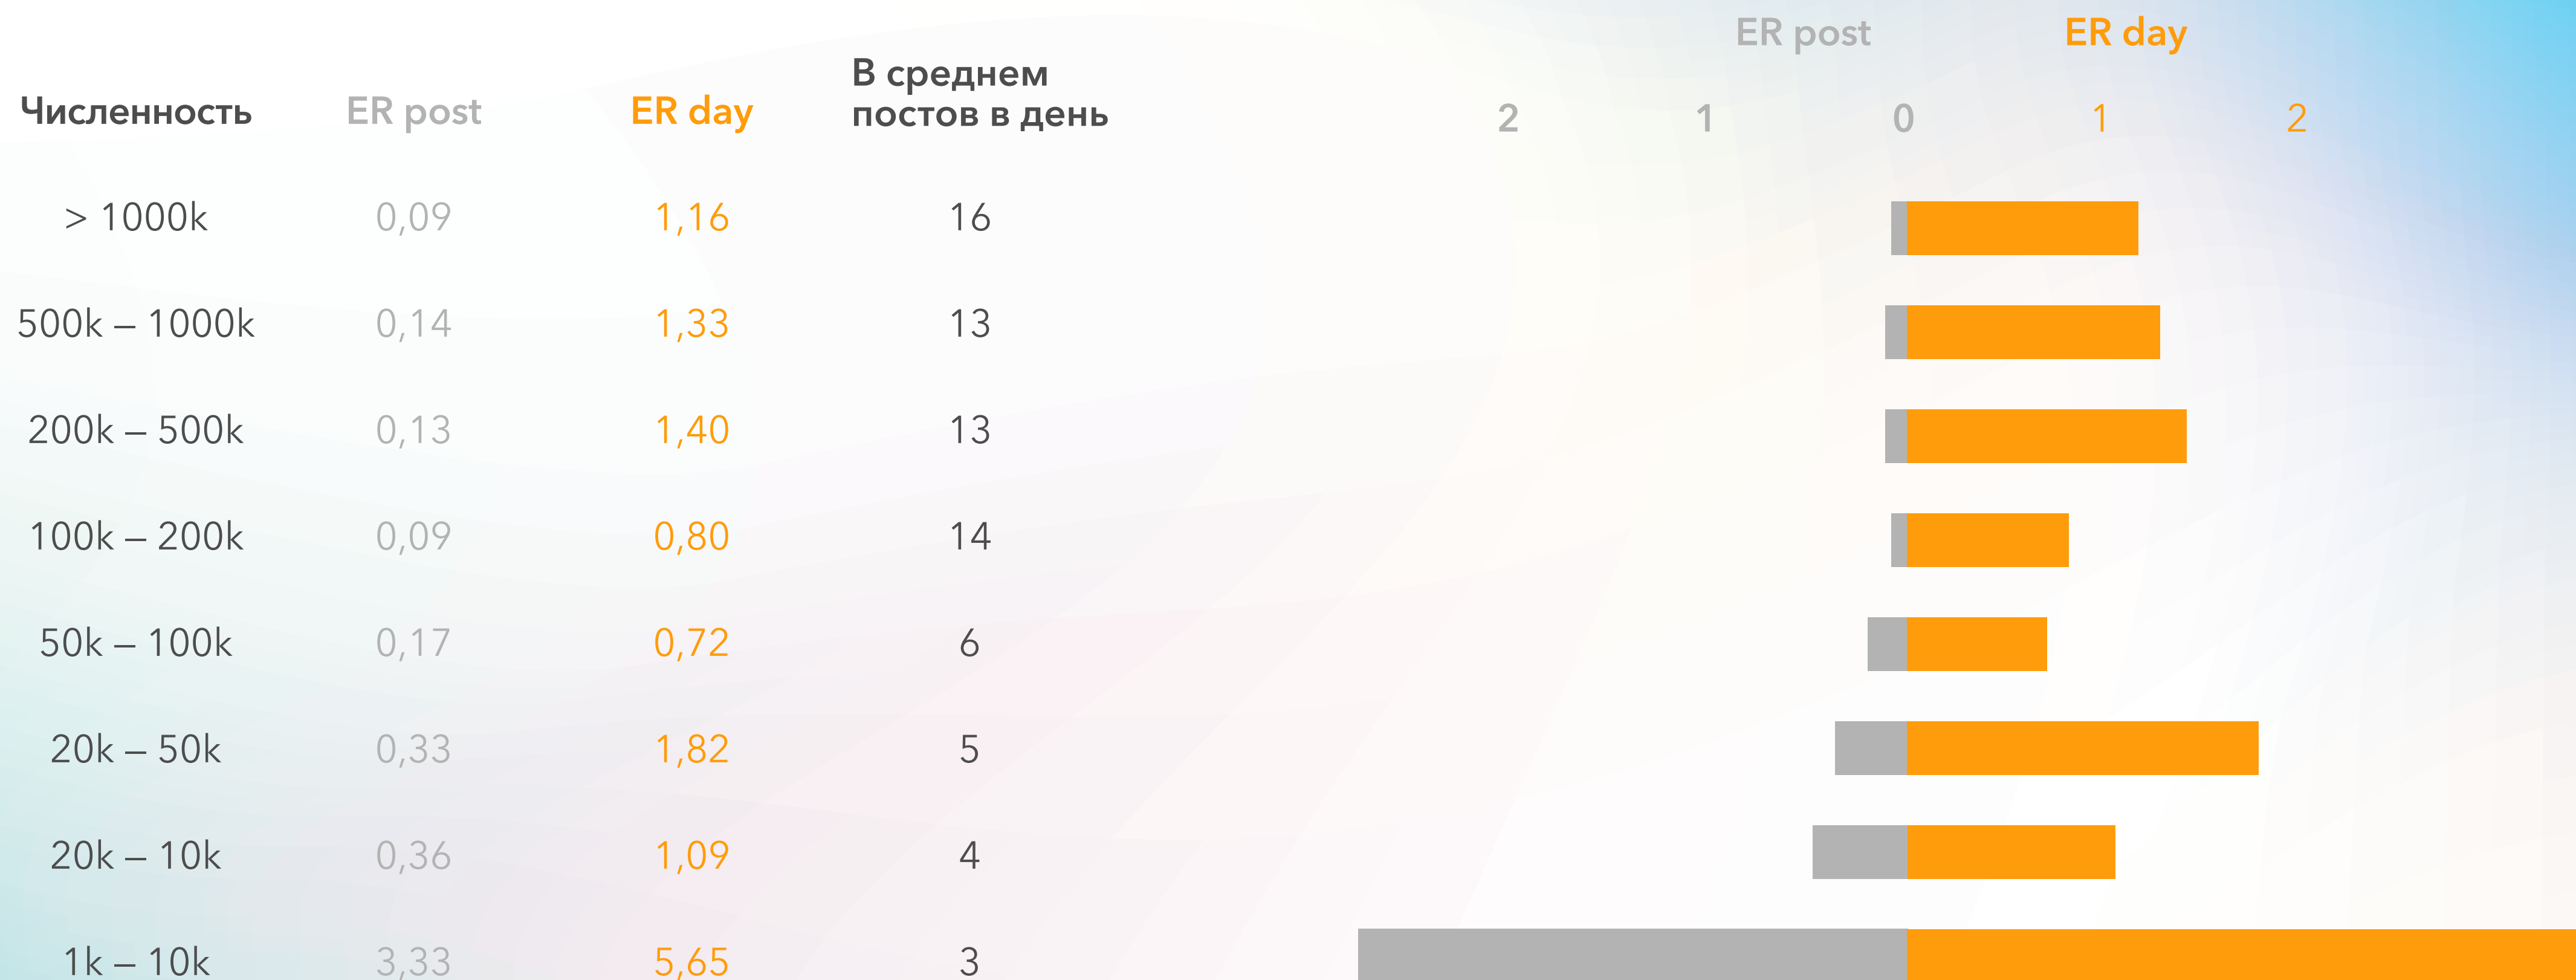 ER post ER day
В среднем
Численность ER post ER day постов в день 2 1 0 1 2
> 1000k 0,09 1,16 16
500k – 1000k 0,14 1,33 13
200k – 500k 0,13 1,40 13
100k – 200k 0,09 0,80 14
50k – 100k 0,17 0,72 6
20k – 50k 0,33 1,82 5
20k – 10k 0,36 1,09 4
1k – 10k 3,33 5,65 3